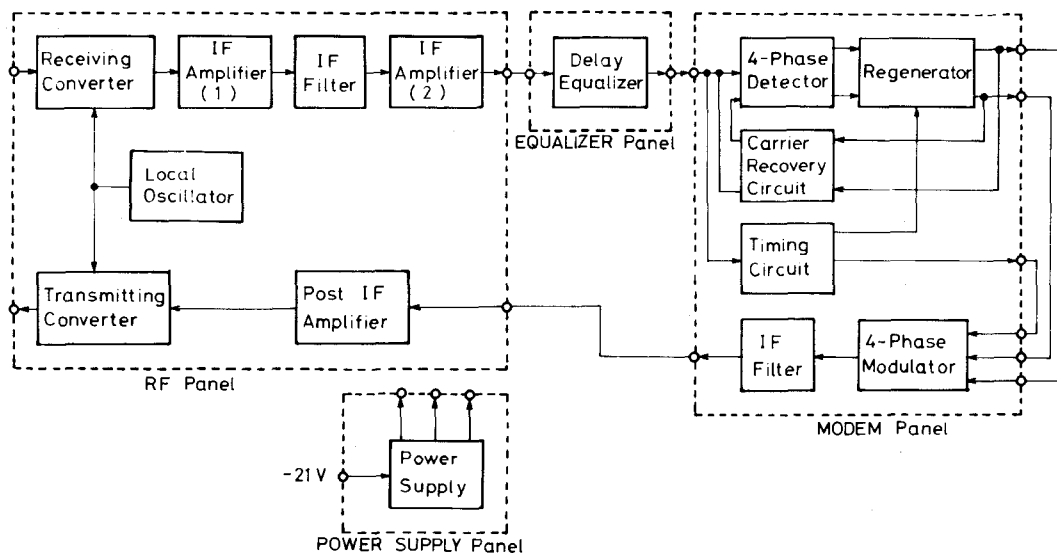 Receiving
Converter
IF
Amplifier
(1)
IF
Filter
IF
Amplifier
(2)
Delay
Equalizer
EQUALIZER Panel
4-Phase
Detector
Regenerator
Carrier
Recovery
Circuit
Local
Oscillator
Timing
Circuit
Transmitting
Converter
Post IF
Amplifier
IF
Filter
4-Phase
Modulator
RF Panel
MODEM Panel
-21V
Power
Supply
POWER SUPPLY Panel